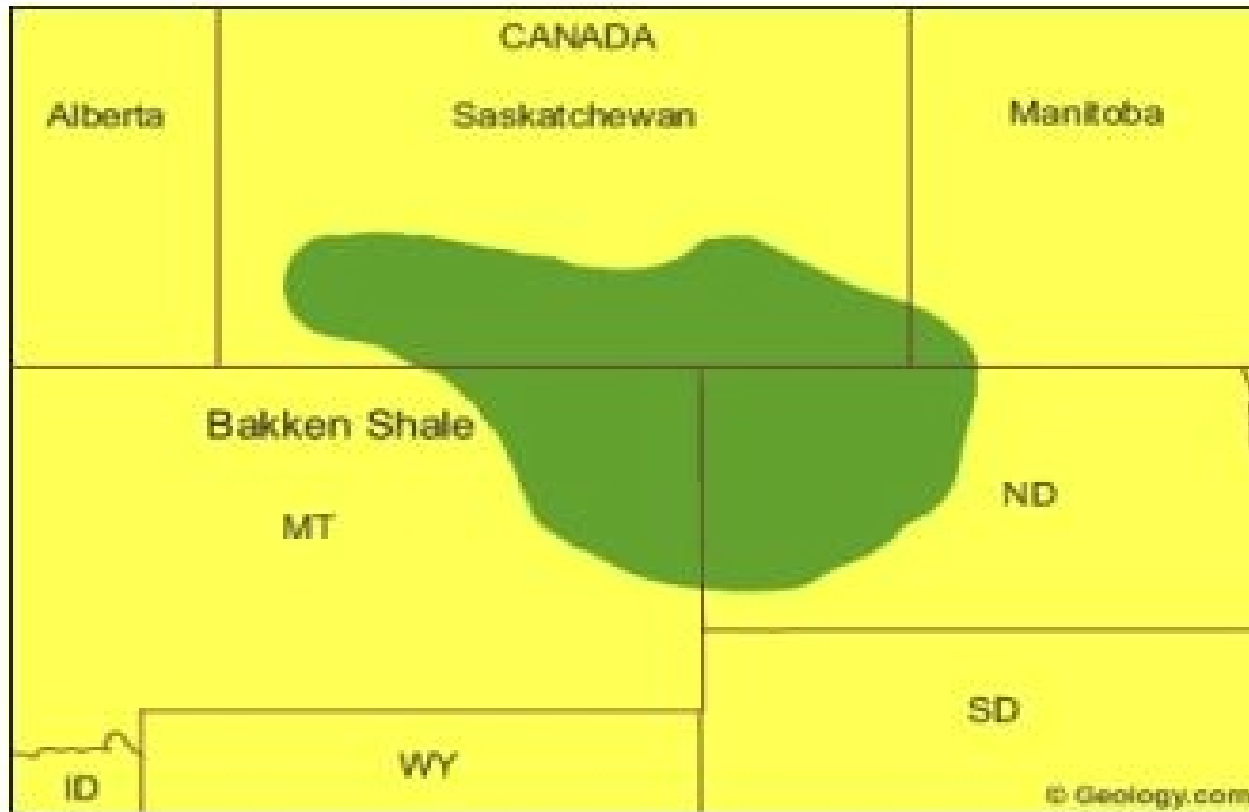 CANADA
Alberta
Saskatchewan
Manitoba
Bakken Shale
MT
ND
SD
WY
ID
© Geology.com